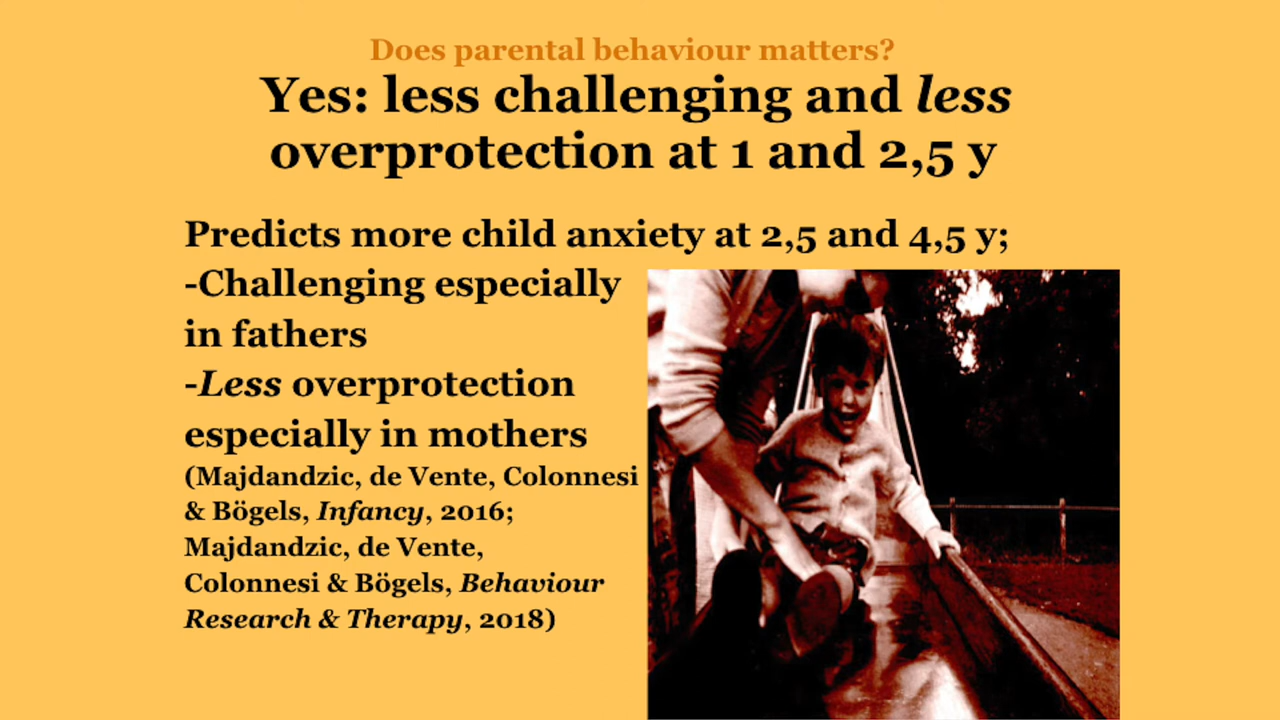 Does parental behaviour matters?
Yes: less challenging and less
overprotection at 1 and 2,5 y
Predicts more child anxiety at 2,5 and 4,5 y;
-Challenging especially
in fathers
-Less overprotection
especially in mothers
(Majdandzic, de Vente, Colonnesi
& Bögels, Infancy, 2016;
Majdandzic, de Vente,
Colonnesi & Bögels, Behaviour
Research & Therapy, 2018)